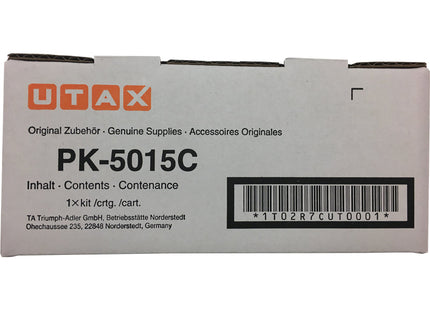 UTAX
Original Zubehör · Genuine Supplies · Accessoires Originales
PK-5015C
Inhalt · Contents · Contenance
1×kit /crtg. /cart.
TA Triumph-Adler GmbH, Betriebsstätte Norderstedt
Ohechaussee 235, 22848 Norderstedt, Germany
*1T02R7CUT0001*